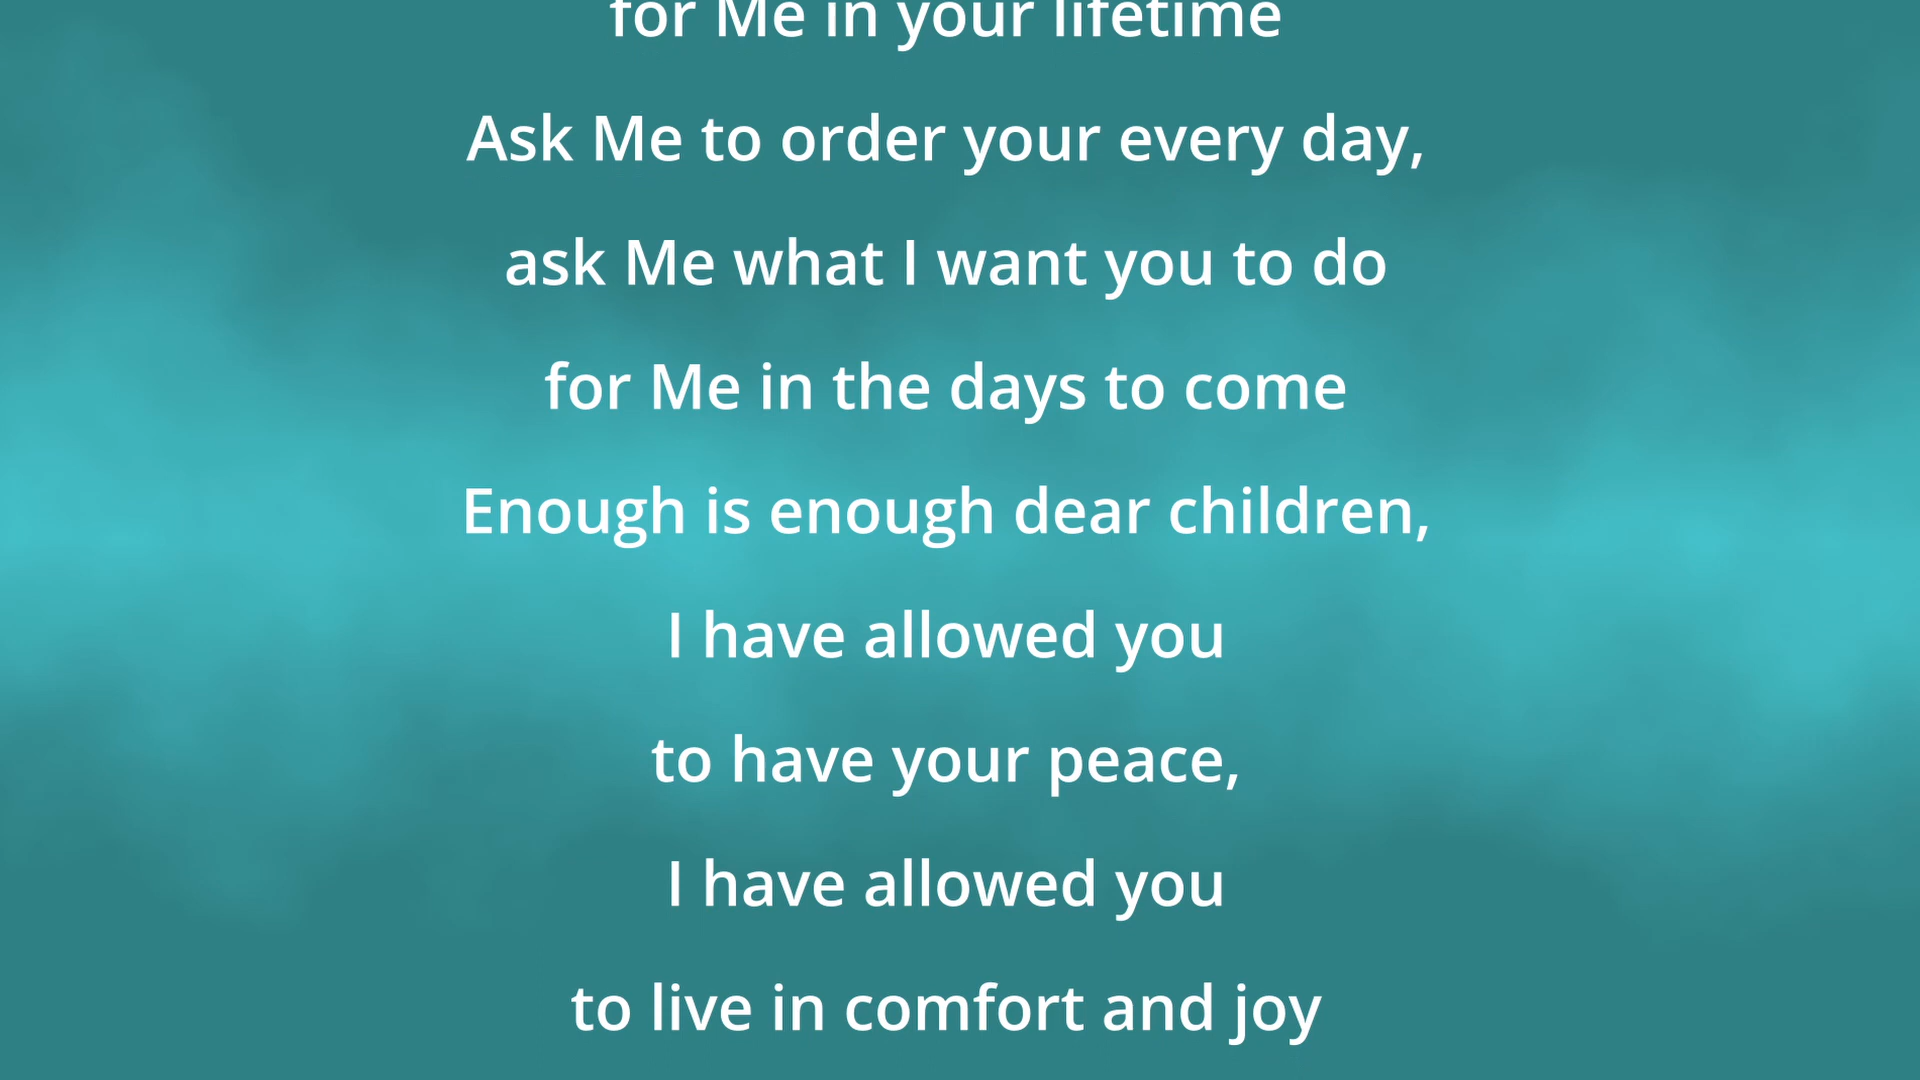 for Me in your lifetime
Ask Me to order your every day,
ask Me what I want you to do
for Me in the days to come
Enough is enough dear children,
I have allowed you
to have your peace,
I have allowed you
to live in comfort and joy